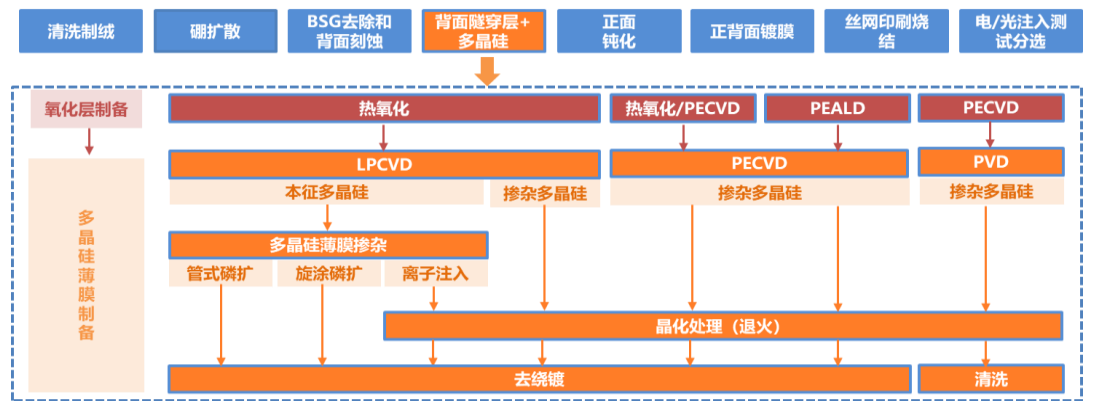 清洗制绒
硼扩散
BSG去除和
背面刻蚀
背面隧穿层+
多晶硅
正面
钝化
正背面镀膜
丝网印刷烧
结
电/光注入测
试分选
氧化层制备
热氧化
热氧化/PECVD
PEALD
PECVD
LPCVD
PECVD
PVD
本征多晶硅
掺杂多晶硅
掺杂多晶硅
掺杂多晶硅
多晶硅薄膜制备
多晶硅薄膜掺杂
管式磷扩
旋涂磷扩
离子注入
晶化处理（退火）
去绕镀
清洗